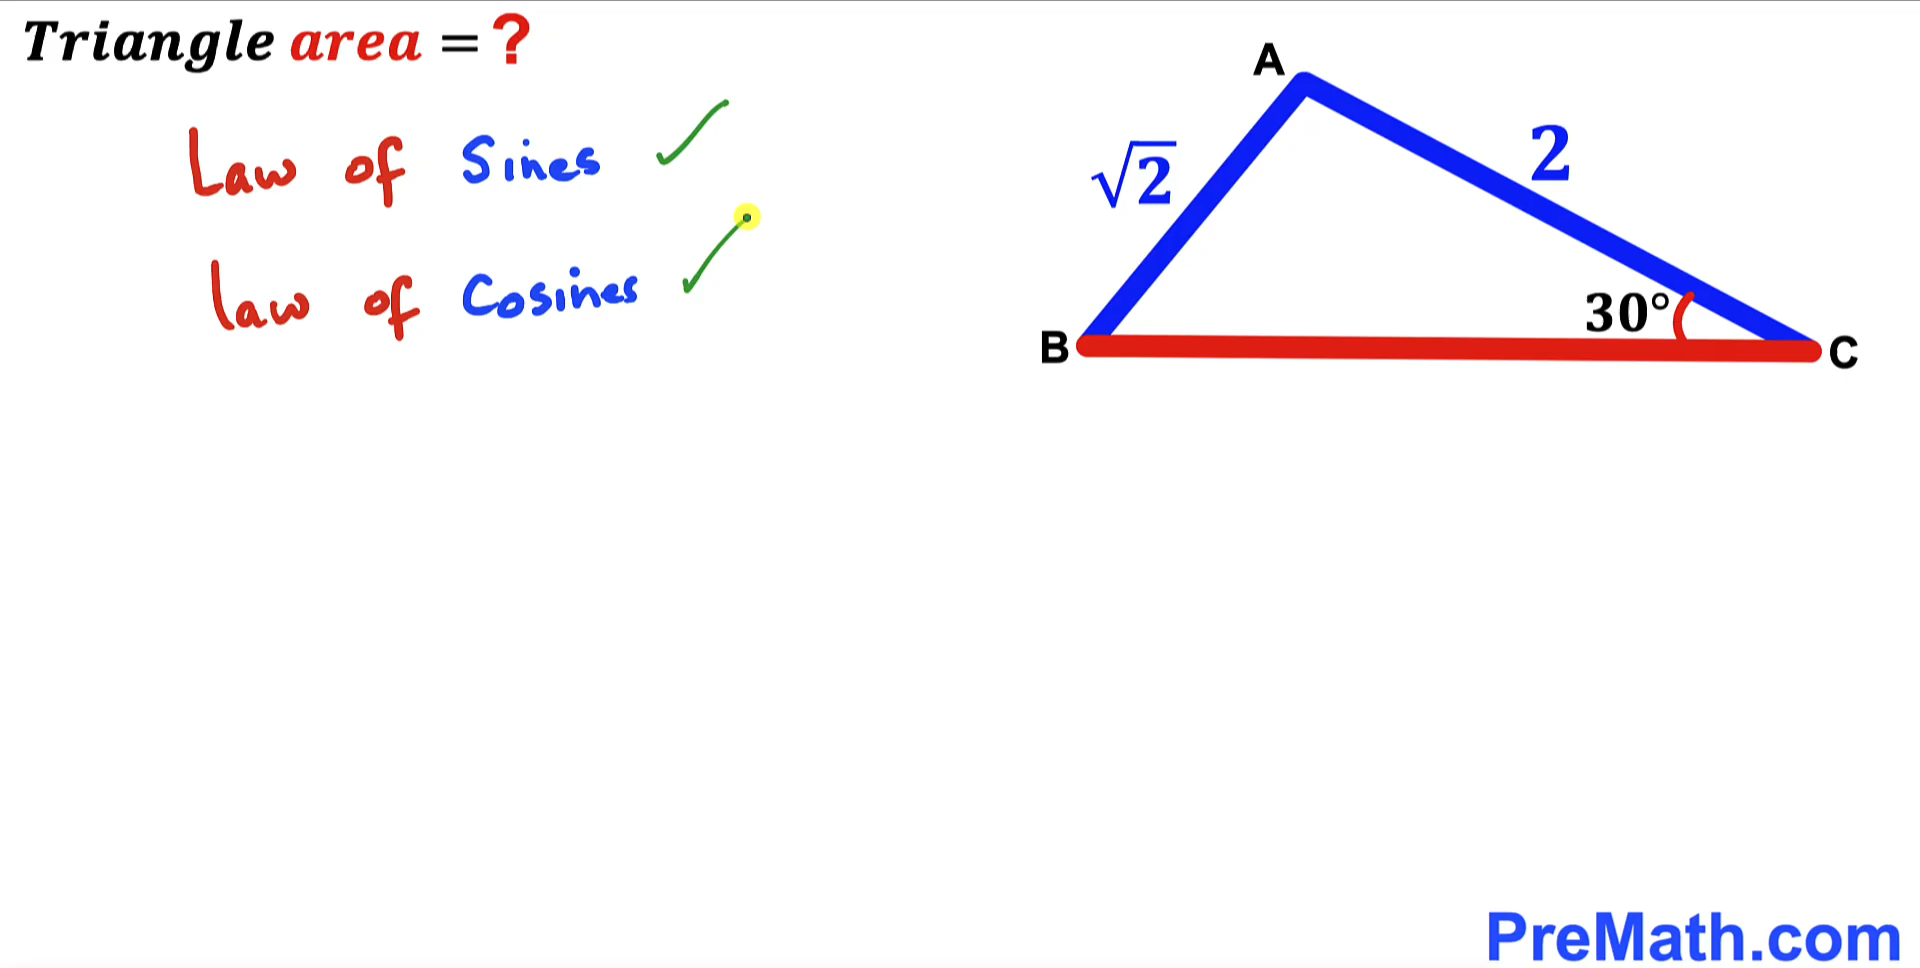 Triangle area = ?
Law of Sines
law of Cosines
A
√2
2
30°
B
C
PreMath.com